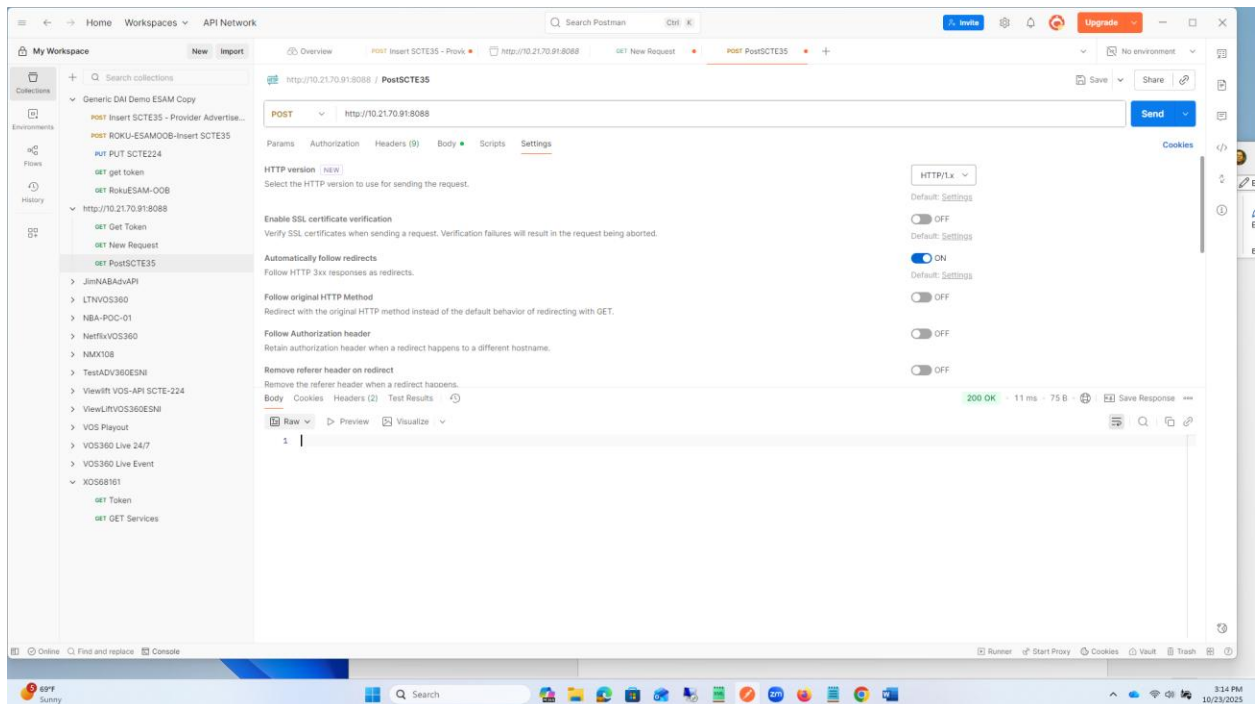 Home Workspaces API Network Search Postman Ctrl K Invite Upgrade
My Workspace New Import Overview POST Insert SCTE35 - Provic http://10.21.70.91:8088 GET New Request POST PostSCTE35 No environment
Collections
Environments
Flows
History
Search collections
Generic DAI Demo ESAM Copy
POST Insert SCTE35 - Provider Advertise...
POST ROKU-ESAMOOB-Insert SCTE35
PUT PUT SCTE224
GET get token
GET RokuESAM-OOB
http://10.21.70.91:8088
GET Get Token
GET New Request
GET PostSCTE35
JimNABAdvAPI
LTNVOS360
NBA-POC-01
NetflixVOS360
NMX108
TestADV360ESNI
Viewlift VOS-API SCTE-224
ViewLiftVOS360ESNI
VOS Playout
VOS360 Live 24/7
VOS360 Live Event
XOS68161
GET Token
GET GET Services
http://10.21.70.91:8088 / PostSCTE35 Save Share
POST http://10.21.70.91:8088 Send
Params Authorization Headers (9) Body Scripts Settings Cookies
HTTP version NEW
Select the HTTP version to use for sending the request.
HTTP/1.x
Default: Settings
Enable SSL certificate verification OFF
Verify SSL certificates when sending a request. Verification failures will result in the request being aborted.
Default: Settings
Automatically follow redirects ON
Follow HTTP 3xx responses as redirects.
Default: Settings
Follow original HTTP Method OFF
Redirect with the original HTTP method instead of the default behavior of redirecting with GET.
Follow Authorization header OFF
Retain authorization header when a redirect happens to a different hostname.
Remove referer header on redirect OFF
Remove the referer header when a redirect happens.
Body Cookies Headers (2) Test Results 200 OK 11 ms 75 B Save Response
Raw Preview Visualize
1
Online Find and replace Console Runner Start Proxy Cookies Vault Trash
5 69°F
Sunny
Search
3:14 PM
10/23/2025